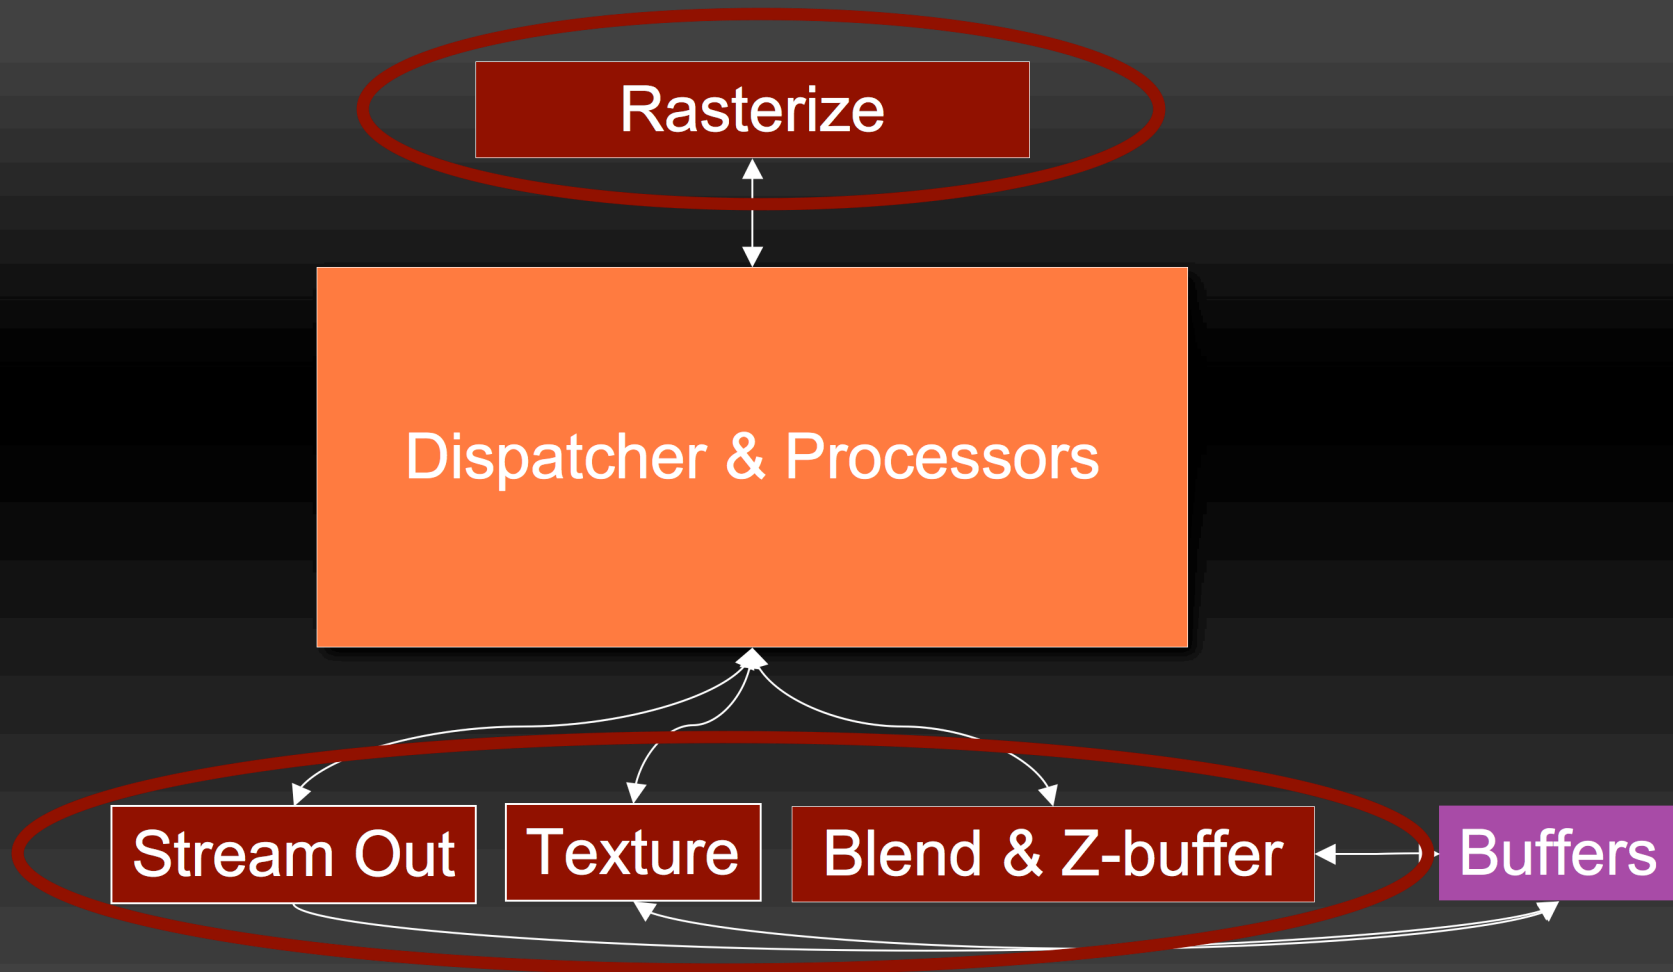 Rasterize
Dispatcher & Processors
Stream Out
Texture
Blend & Z-buffer
Buffers